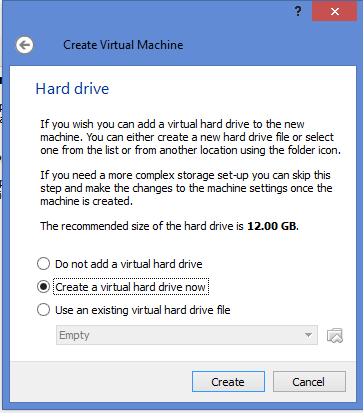 ?
Create Virtual Machine
Hard drive
If you wish you can add a virtual hard drive to the new
machine. You can either create a new hard drive file or select
one from the list or from another location using the folder icon.
If you need a more complex storage set-up you can skip this
step and make the changes to the machine settings once the
machine is created.
The recommended size of the hard drive is 12.00 GB.
Do not add a virtual hard drive
Create a virtual hard drive now
Use an existing virtual hard drive file
Empty
Create
Cancel